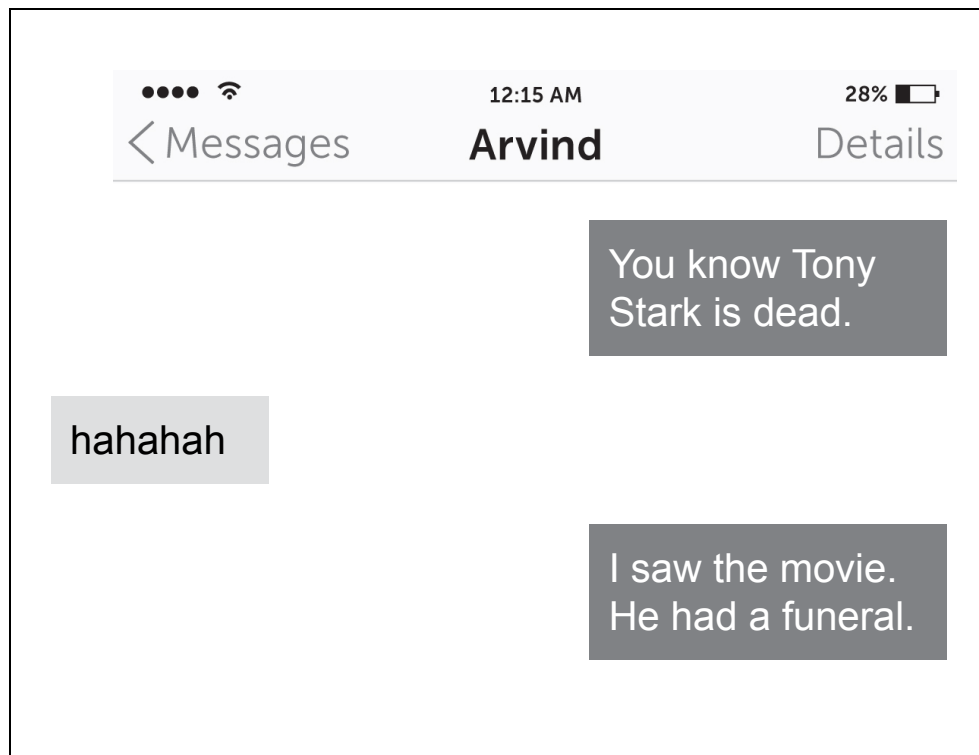 12:15 AM 28%
Messages Arvind Details
You know Tony
Stark is dead.
hahahah
I saw the movie.
He had a funeral.